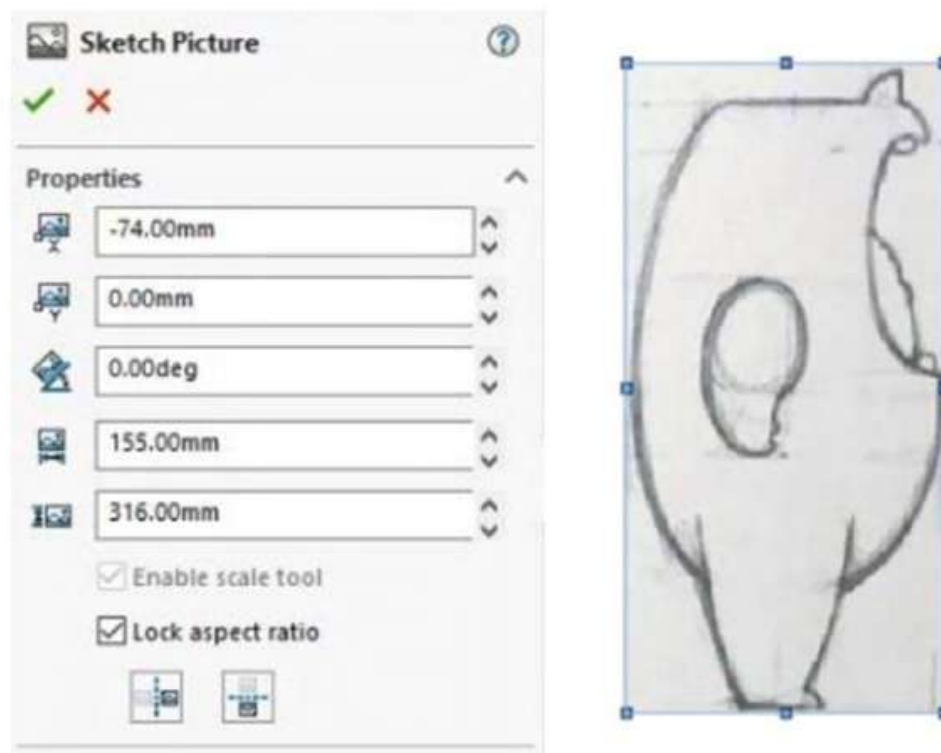 Sketch Picture
Properties
-74.00mm
0.00mm
0.00deg
155.00mm
316.00mm
Enable scale tool
Lock aspect ratio